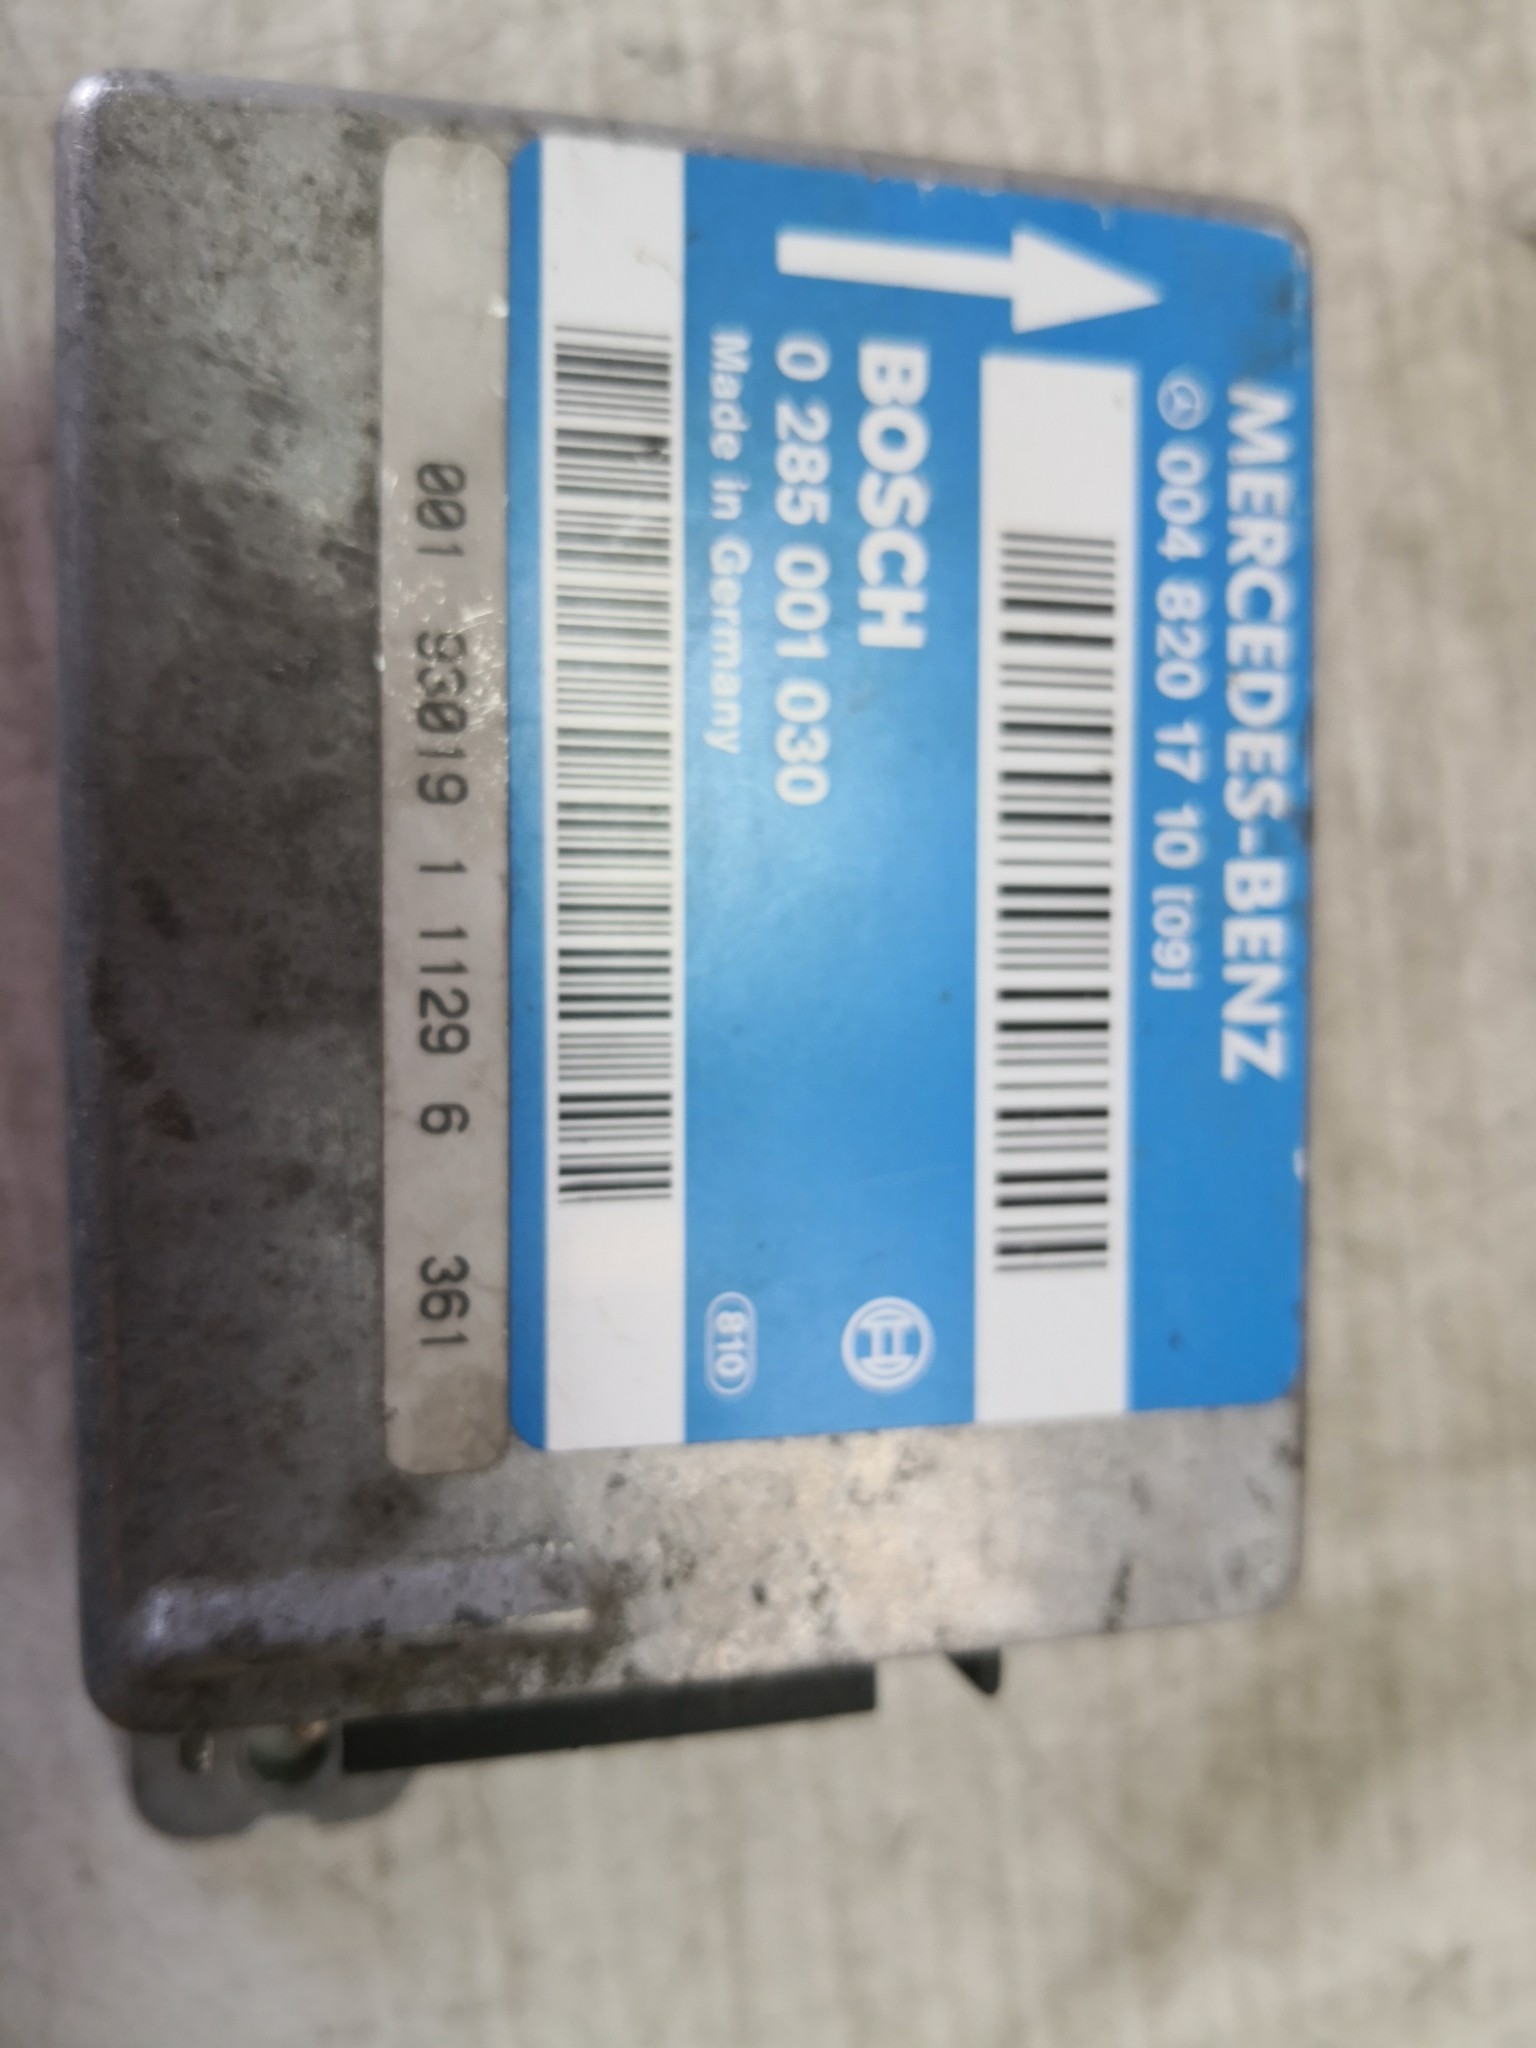 MERCEDES-BENZ
004 820 17 10 [09]
BOSCH
0 285 001 030
Made in Germany
810
001 93019 1 1129 6 361